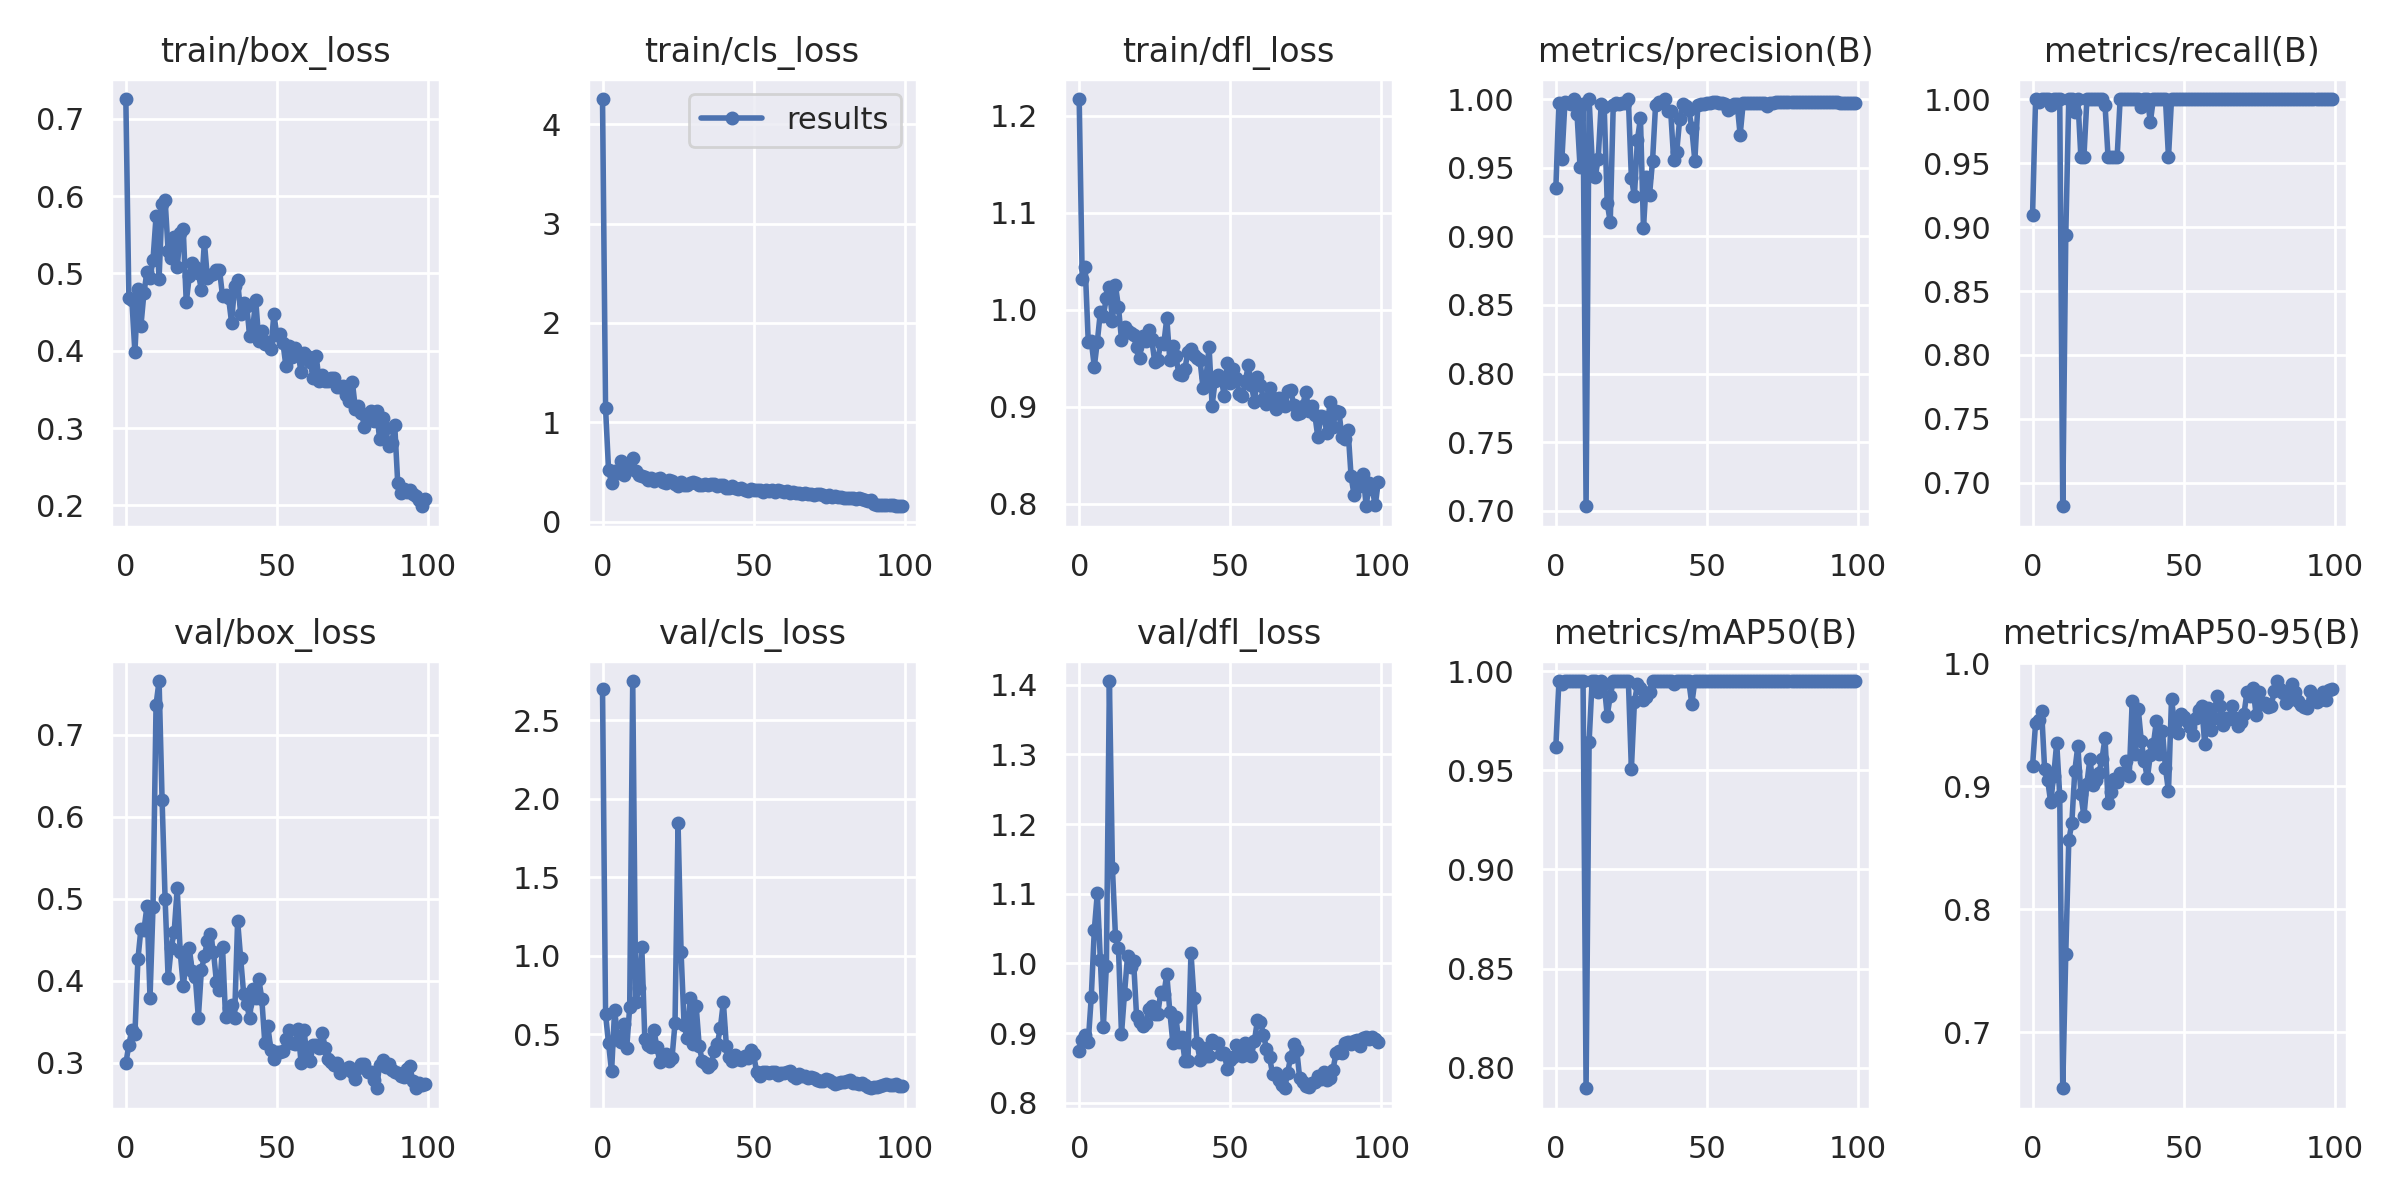 train/box_loss
0.7
0.6
0.5
0.4
0.3
0.2
0 50 100
train/cls_loss
results
4
3
2
1
0
0 50 100
train/dfl_loss
1.2
1.1
1.0
0.9
0.8
0 50 100
metrics/precision(B)
1.00
0.95
0.90
0.85
0.80
0.75
0.70
0 50 100
metrics/recall(B)
1.00
0.95
0.90
0.85
0.80
0.75
0.70
0 50 100
val/box_loss
0.7
0.6
0.5
0.4
0.3
0 50 100
val/cls_loss
2.5
2.0
1.5
1.0
0.5
0 50 100
val/dfl_loss
1.4
1.3
1.2
1.1
1.0
0.9
0.8
0 50 100
metrics/mAP50(B)
1.00
0.95
0.90
0.85
0.80
0 50 100
metrics/mAP50-95(B)
1.0
0.9
0.8
0.7
0 50 100